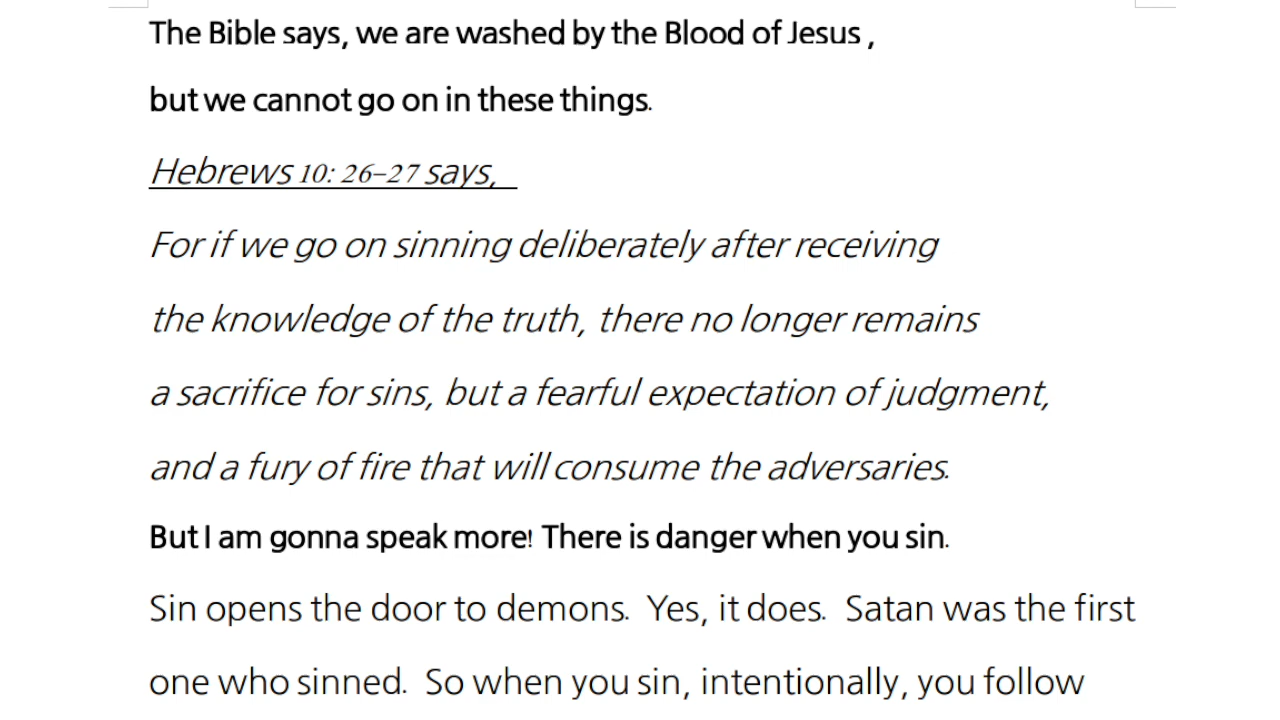 The Bible says, we are washed by the Blood of Jesus ,
but we cannot go on in these things.
Hebrews 10: 26–27 says,
For if we go on sinning deliberately after receiving
the knowledge of the truth, there no longer remains
a sacrifice for sins, but a fearful expectation of judgment,
and a fury of fire that will consume the adversaries.
But I am gonna speak more! There is danger when you sin.
Sin opens the door to demons. Yes, it does. Satan was the first
one who sinned. So when you sin, intentionally, you follow